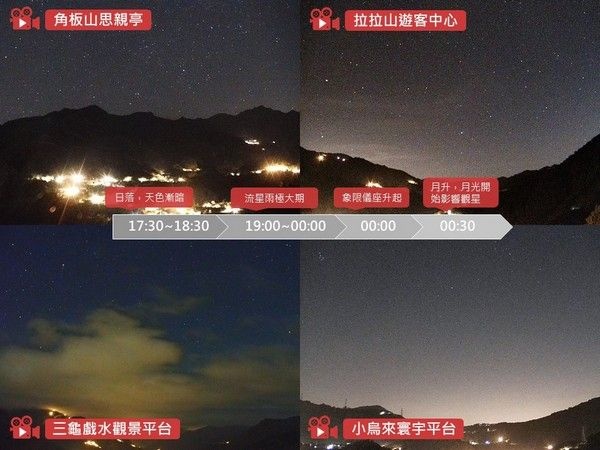 角板山思親亭
拉拉山遊客中心
日落，天色漸暗
流星雨極大期
象限儀座升起
月升，月光開
始影響觀星
17:30~18:30
19:00~00:00
00:00
00:30
三龜戲水觀景平台
小烏來寰宇平台